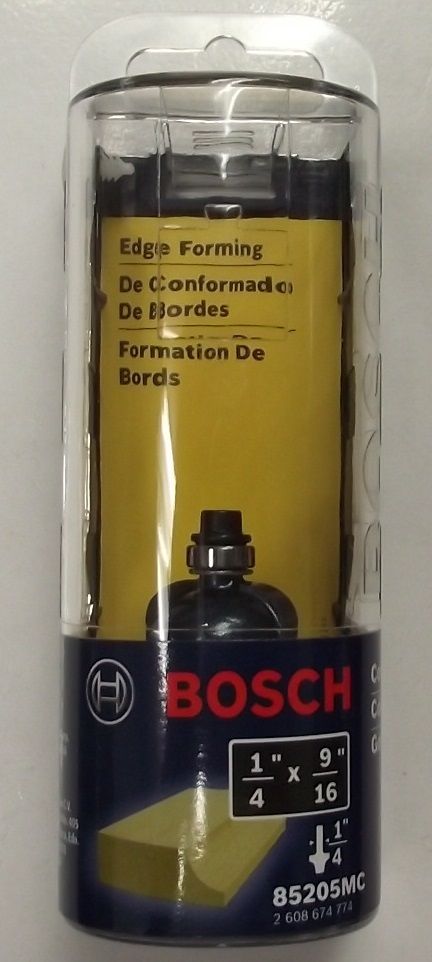 Edge Forming
De Conformado
De Bordes
Formation De
Bords
BOSCH
1/4" x 9/16"
1/4"
85205MC
2 608 674 774